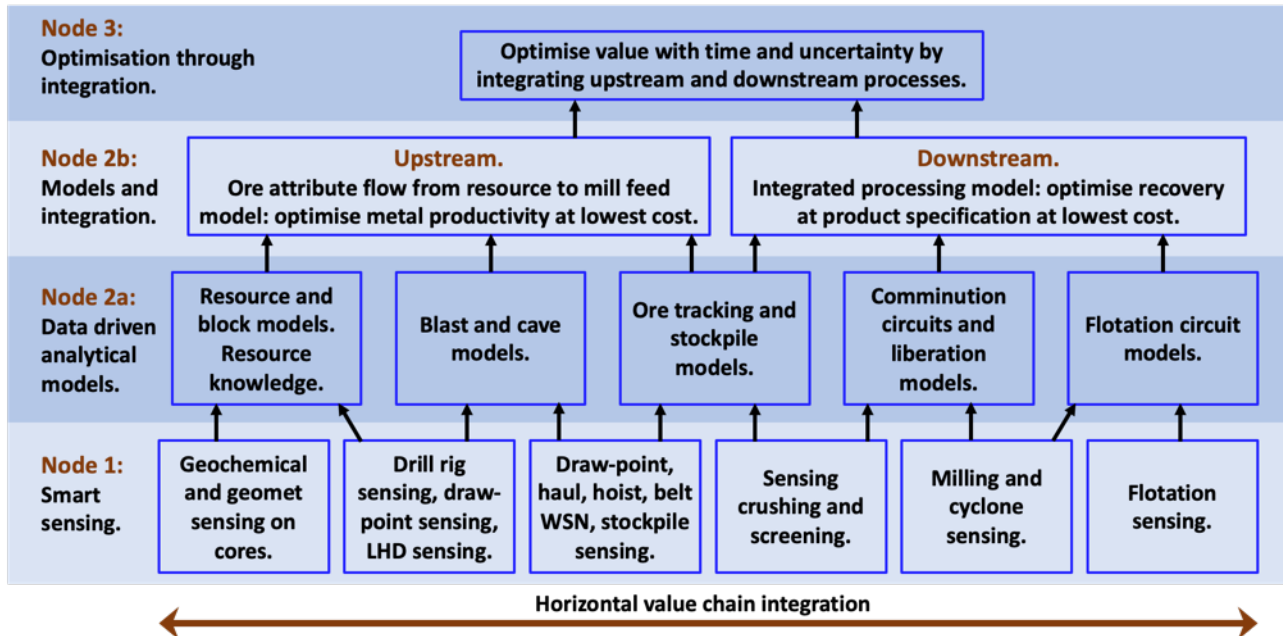 Node 3:
Optimisation through
integration.
Optimise value with time and uncertainty by
integrating upstream and downstream processes.
Node 2b:
Models and
integration.
Upstream.
Ore attribute flow from resource to mill feed
model: optimise metal productivity at lowest cost.
Downstream.
Integrated processing model: optimise recovery
at product specification at lowest cost.
Node 2a:
Data driven
analytical
models.
Resource and
block models.
Resource
knowledge.
Blast and cave
models.
Ore tracking and
stockpile
models.
Comminution
circuits and
liberation
models.
Flotation circuit
models.
Node 1:
Smart
sensing.
Geochemical
and geomet
sensing on
cores.
Drill rig
sensing, draw-
point sensing,
LHD sensing.
Draw-point,
haul, hoist, belt
WSN, stockpile
sensing.
Sensing
crushing and
screening.
Milling and
cyclone
sensing.
Flotation
sensing.
Horizontal value chain integration